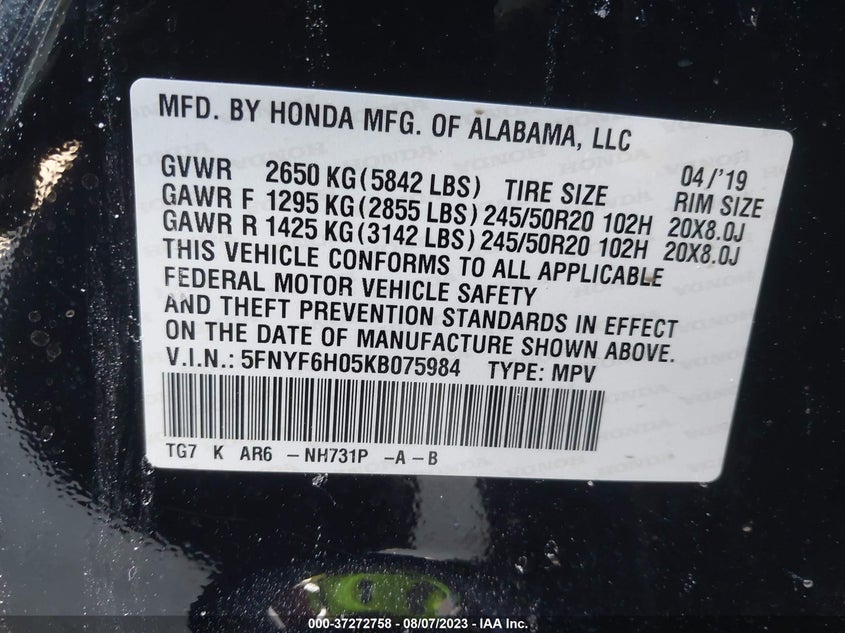 MFD. BY HONDA MFG. OF ALABAMA, LLC
GVWR 2650 KG (5842 LBS) TIRE SIZE 04/'19 RIM SIZE
GAWR F 1295 KG (2855 LBS) 245/50R20 102H 20X8.0J
GAWR R 1425 KG (3142 LBS) 245/50R20 102H 20X8.0J
THIS VEHICLE CONFORMS TO ALL APPLICABLE
FEDERAL MOTOR VEHICLE SAFETY
AND THEFT PREVENTION STANDARDS IN EFFECT
ON THE DATE OF MANUFACTURE SHOWN ABOVE.
V.I.N.: 5FNYF6H05KB075984 TYPE: MPV
TG7 K AR6 -NH731P -A-B
000-37272758 - 08/07/2023 - IAA Inc.